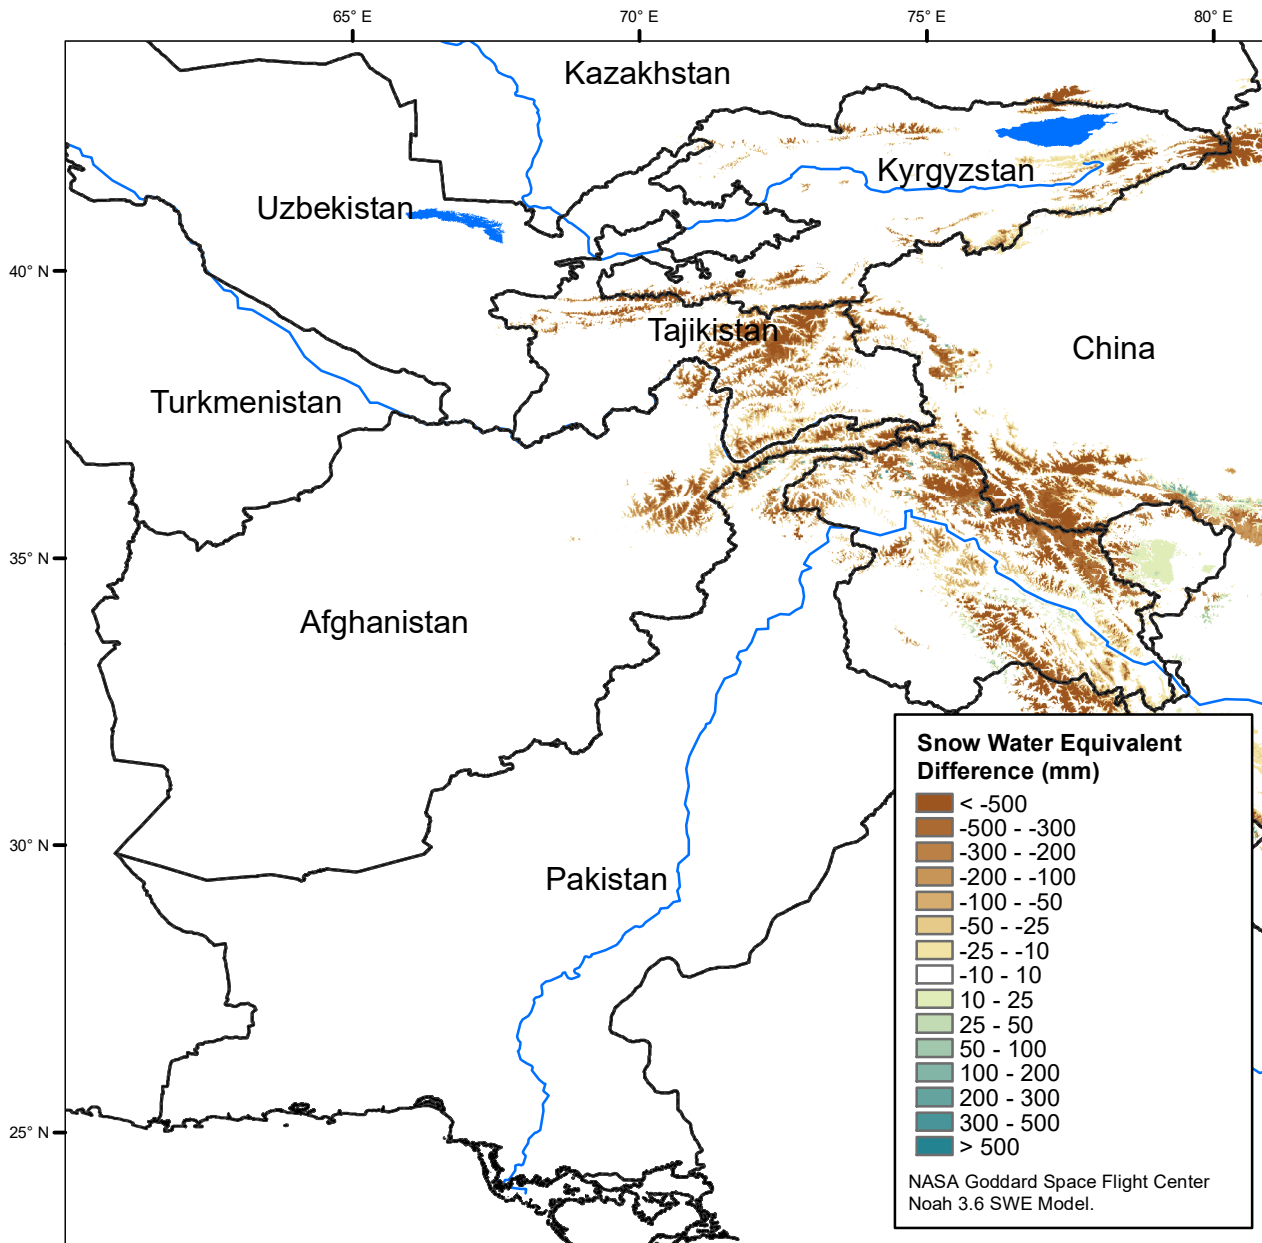 65° E
70° E
75° E
80° E
Kazakhstan
Kyrgyzstan
Uzbekistan
40° N
Tajikistan
China
Turkmenistan
35° N
Afghanistan
Snow Water Equivalent
Difference (mm)
< -500
-500 - -300
-300 - -200
-200 - -100
-100 - -50
-50 - -25
-25 - -10
-10 - 10
10 - 25
25 - 50
50 - 100
100 - 200
200 - 300
300 - 500
> 500
30° N
Pakistan
25° N
NASA Goddard Space Flight Center
Noah 3.6 SWE Model.